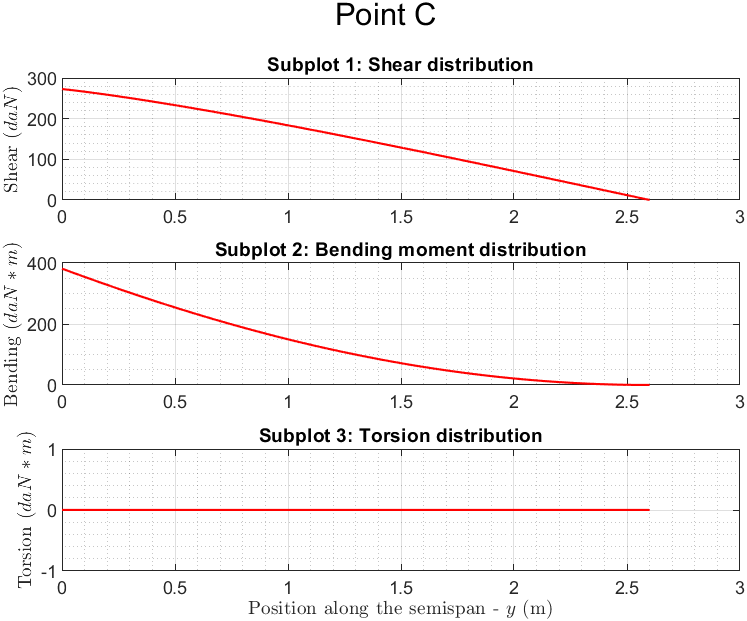 Point C
Subplot 1: Shear distribution
Shear (daN)
300
200
100
0
0 0.5 1 1.5 2 2.5 3
Subplot 2: Bending moment distribution
Bending (daN * m)
400
200
0
0 0.5 1 1.5 2 2.5 3
Subplot 3: Torsion distribution
Torsion (daN * m)
1
0
-1
0 0.5 1 1.5 2 2.5 3
Position along the semispan - y (m)